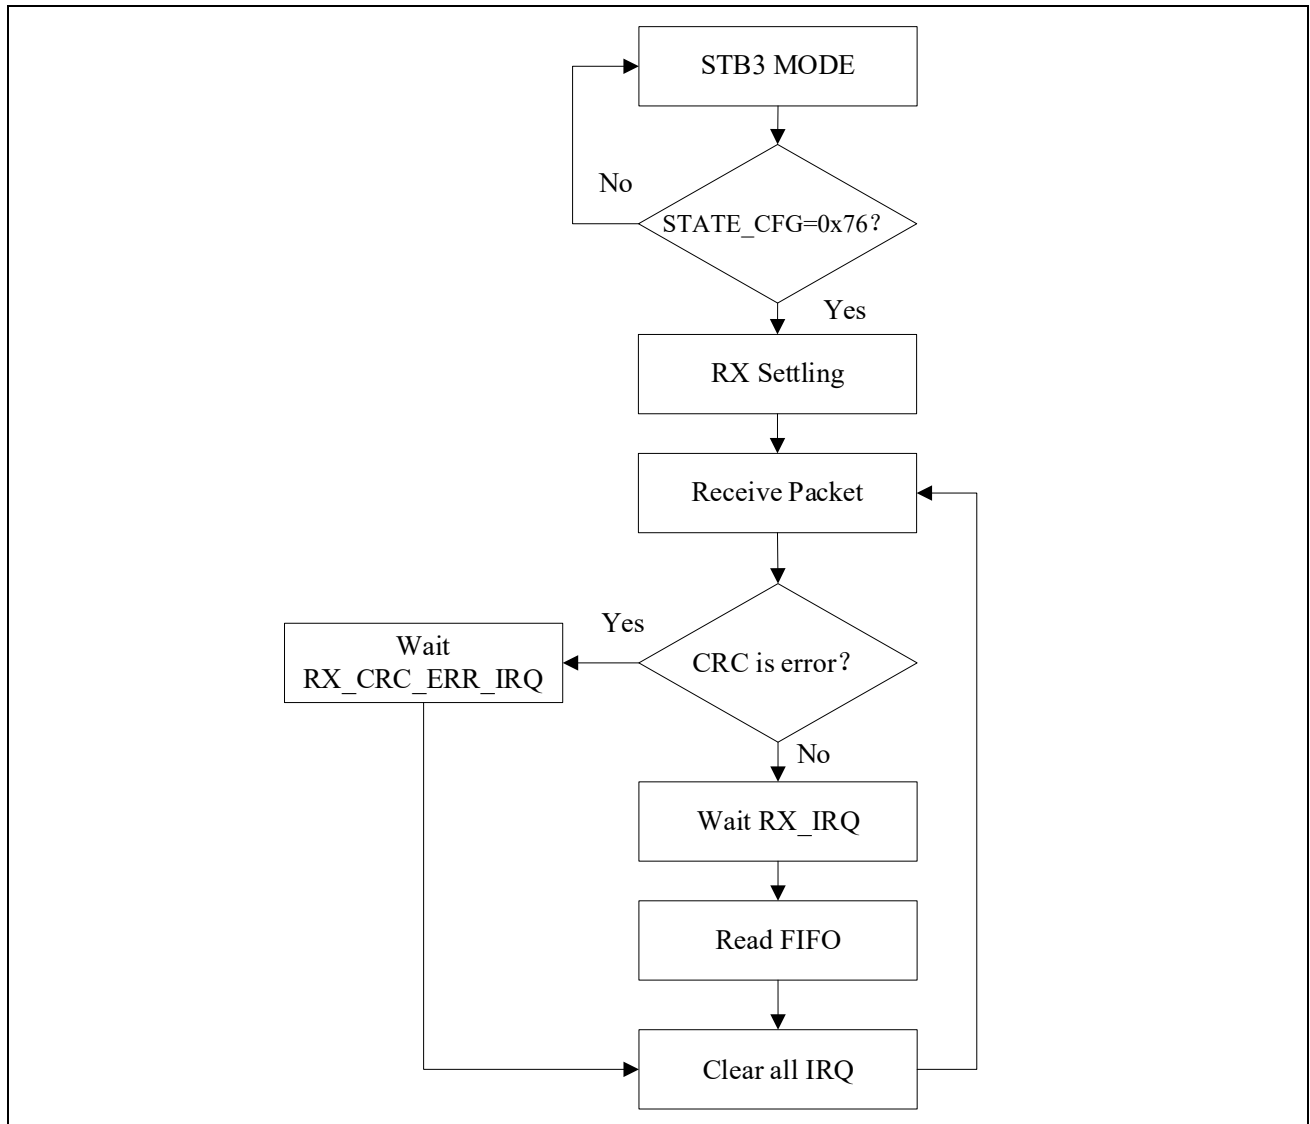 STB3 MODE
No
STATE_CFG=0x76？
Yes
RX Settling
Receive Packet
Yes
Wait
RX_CRC_ERR_IRQ
CRC is error？
No
Wait RX_IRQ
Read FIFO
Clear all IRQ